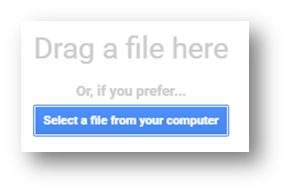 Drag a file here
Or, if you prefer...
Select a file from your computer